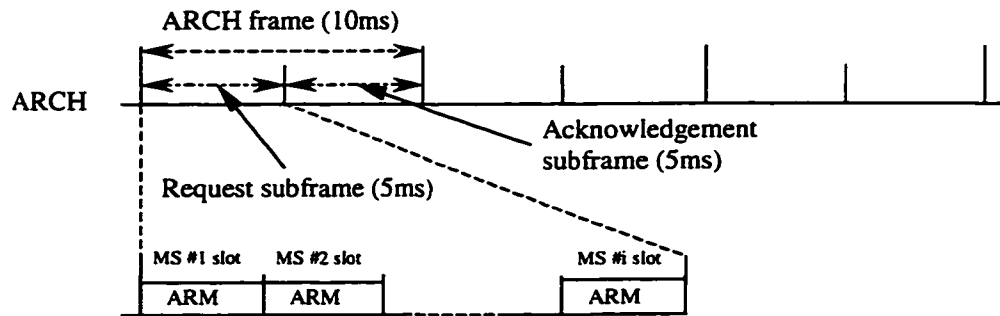 ARCH frame (10ms)
ARCH
Acknowledgement
subframe (5ms)
Request subframe (5ms)
MS #1 slot
MS #2 slot
MS #i slot
ARM
ARM
ARM